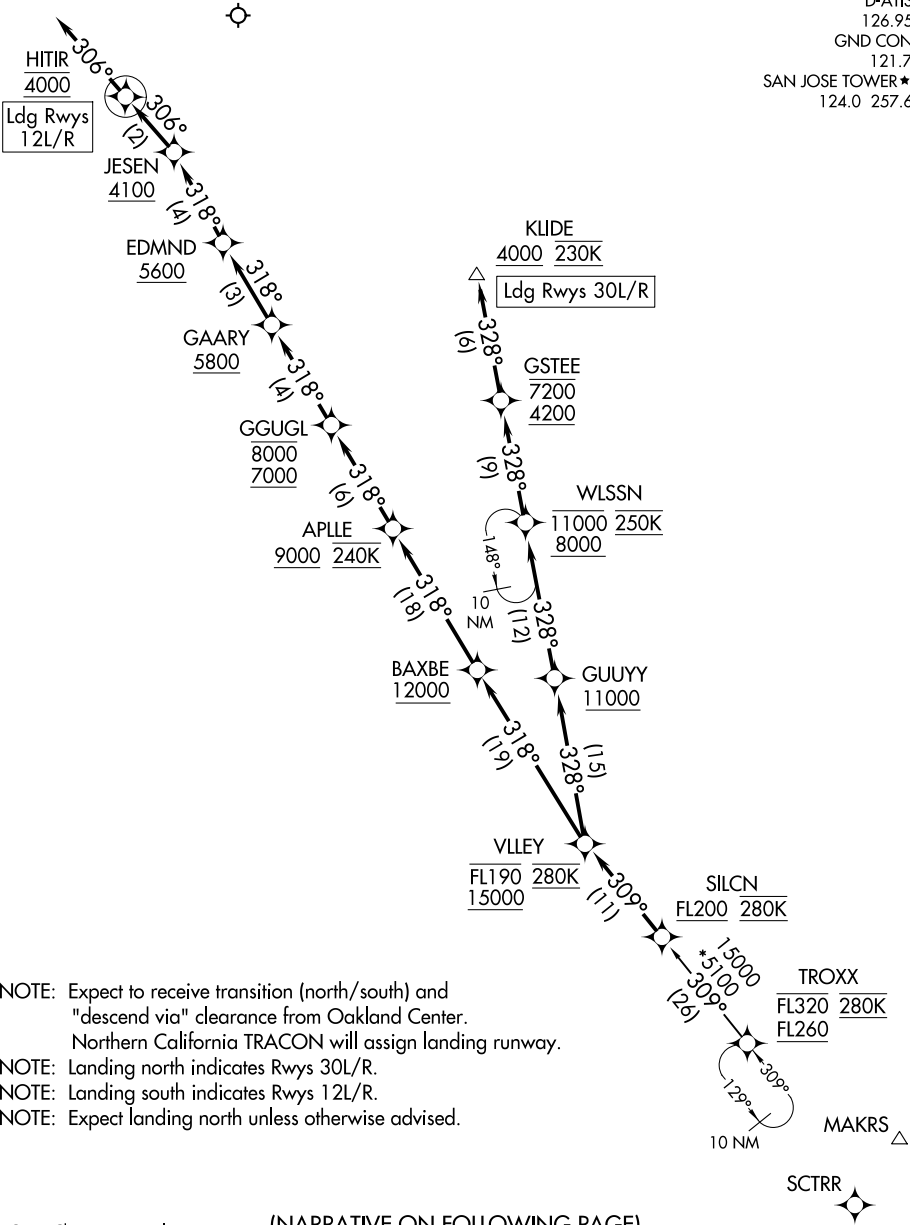 D-ATIS
126.95
GND CON
121.7
SAN JOSE TOWER★
124.0 257.6
306°
HITIR
4000
Ldg Rwys
12L/R
306°
(2)
JESEN
4100
318°
(4)
EDMND
5600
318°
(3)
GAARY
5800
318°
(4)
GGUGL
8000
7000
318°
(6)
APLLE
9000 240K
318°
(18)
BAXBE
12000
318°
(19)
KLIDE
4000 230K
Ldg Rwys 30L/R
328°
(6)
GSTEE
7200
4200
328°
(9)
WLSSN
11000 250K
8000
148°
10
NM
328°
(12)
GUUYY
11000
328°
(15)
VLLEY
FL190 280K
15000
309°
(11)
SILCN
FL200 280K
15000
*5100
309°
(26)
TROXX
FL320 280K
FL260
309°
129°
10 NM
MAKRS
SCTRR
NOTE: Expect to receive transition (north/south) and
"descend via" clearance from Oakland Center.
Northern California TRACON will assign landing runway.
NOTE: Landing north indicates Rwys 30L/R.
NOTE: Landing south indicates Rwys 12L/R.
NOTE: Expect landing north unless otherwise advised.
(NARRATIVE ON FOLLOWING PAGE)